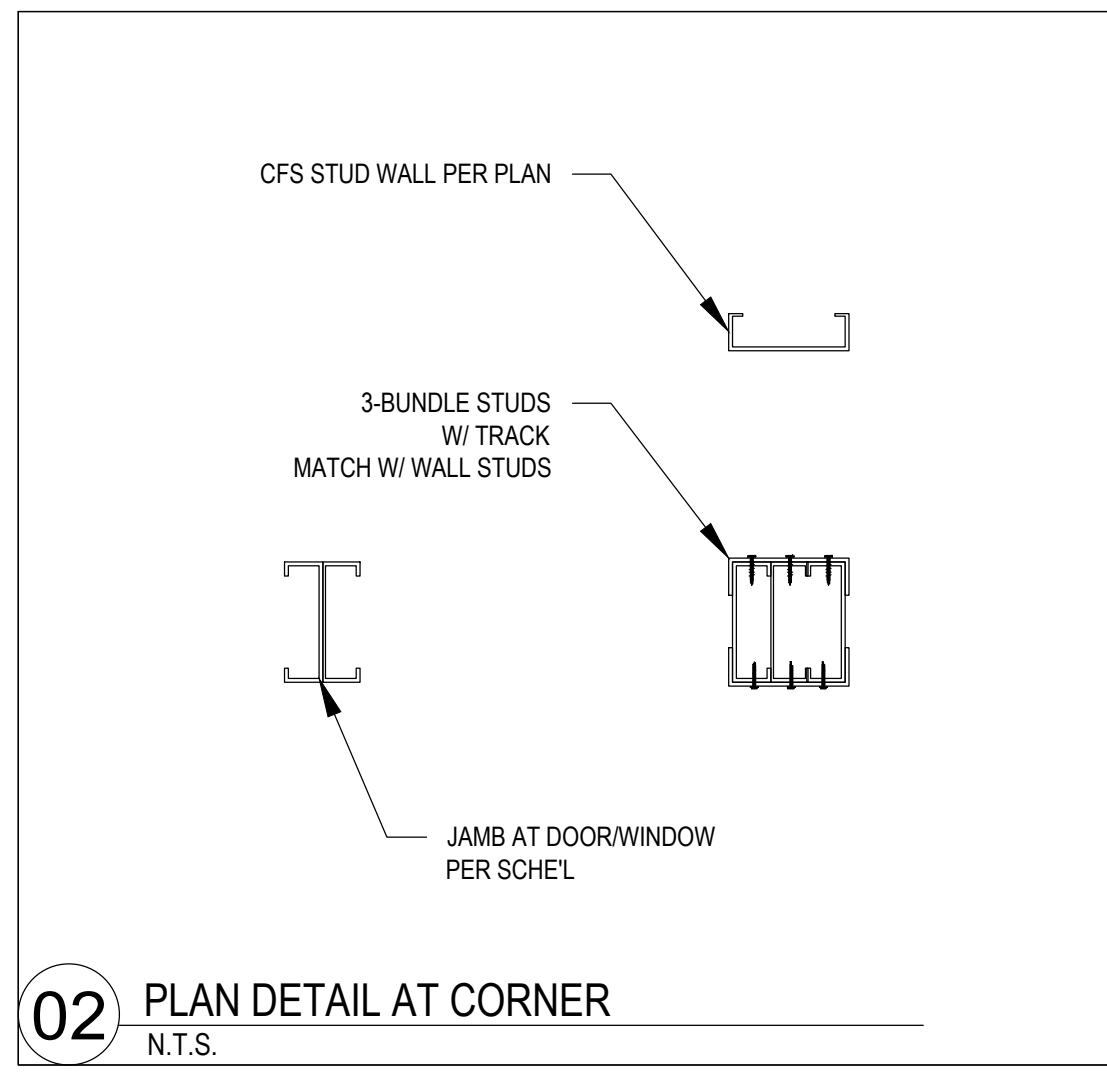 CFS STUD WALL PER PLAN
3-BUNDLE STUDS
W/ TRACK
MATCH W/ WALL STUDS
JAMB AT DOOR/WINDOW
PER SCHE'L
02 PLAN DETAIL AT CORNER
N.T.S.